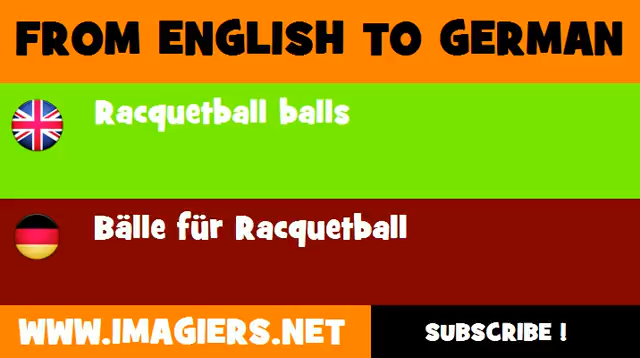 FROM ENGLISH TO GERMAN
Racquetball balls
Bälle für Racquetball
WWW.IMAGIERS.NET
SUBSCRIBE !